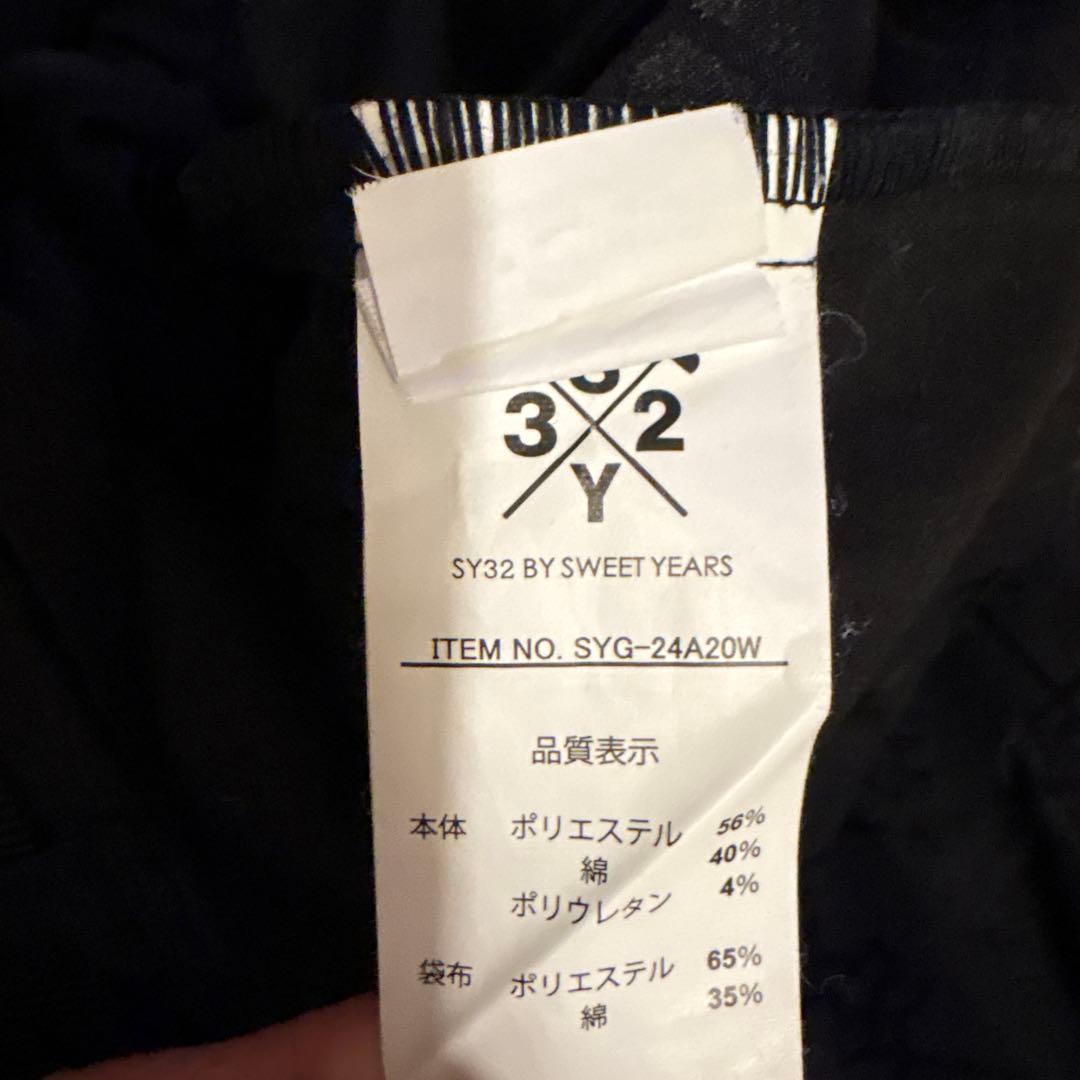 3 2
Y
SY32 BY SWEET YEARS
ITEM NO. SYG-24A20W
品質表示
本体 ポリエステル 56%
綿 40%
ポリウレタン 4%
袋布 ポリエステル 65%
綿 35%